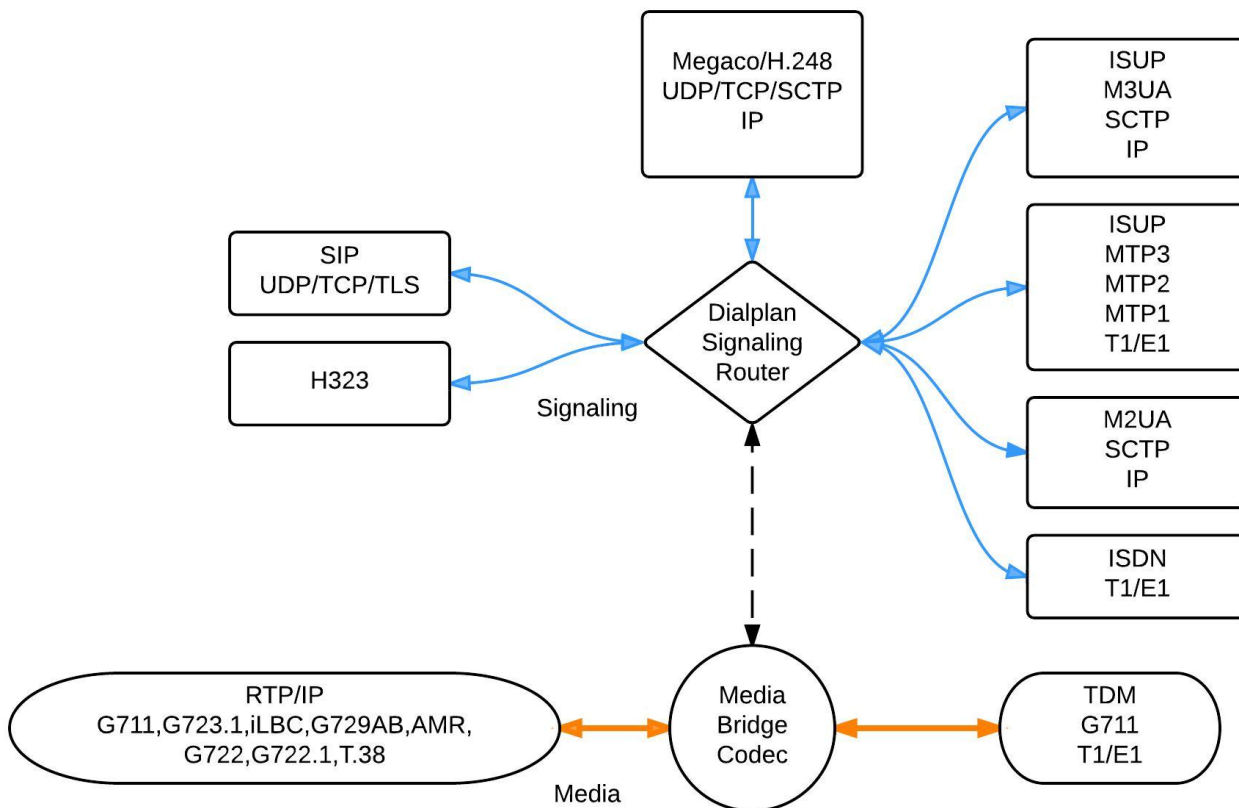 Megaco/H.248
UDP/TCP/SCTP
IP
ISUP
M3UA
SCTP
IP
ISUP
MTP3
MTP2
MTP1
T1/E1
SIP
UDP/TCP/TLS
H323
Dialplan
Signaling
Router
Signaling
M2UA
SCTP
IP
ISDN
T1/E1
RTP/IP
G711,G723.1,iLBC,G729AB,AMR,
G722,G722.1,T.38
Media
Bridge
Codec
TDM
G711
T1/E1
Media